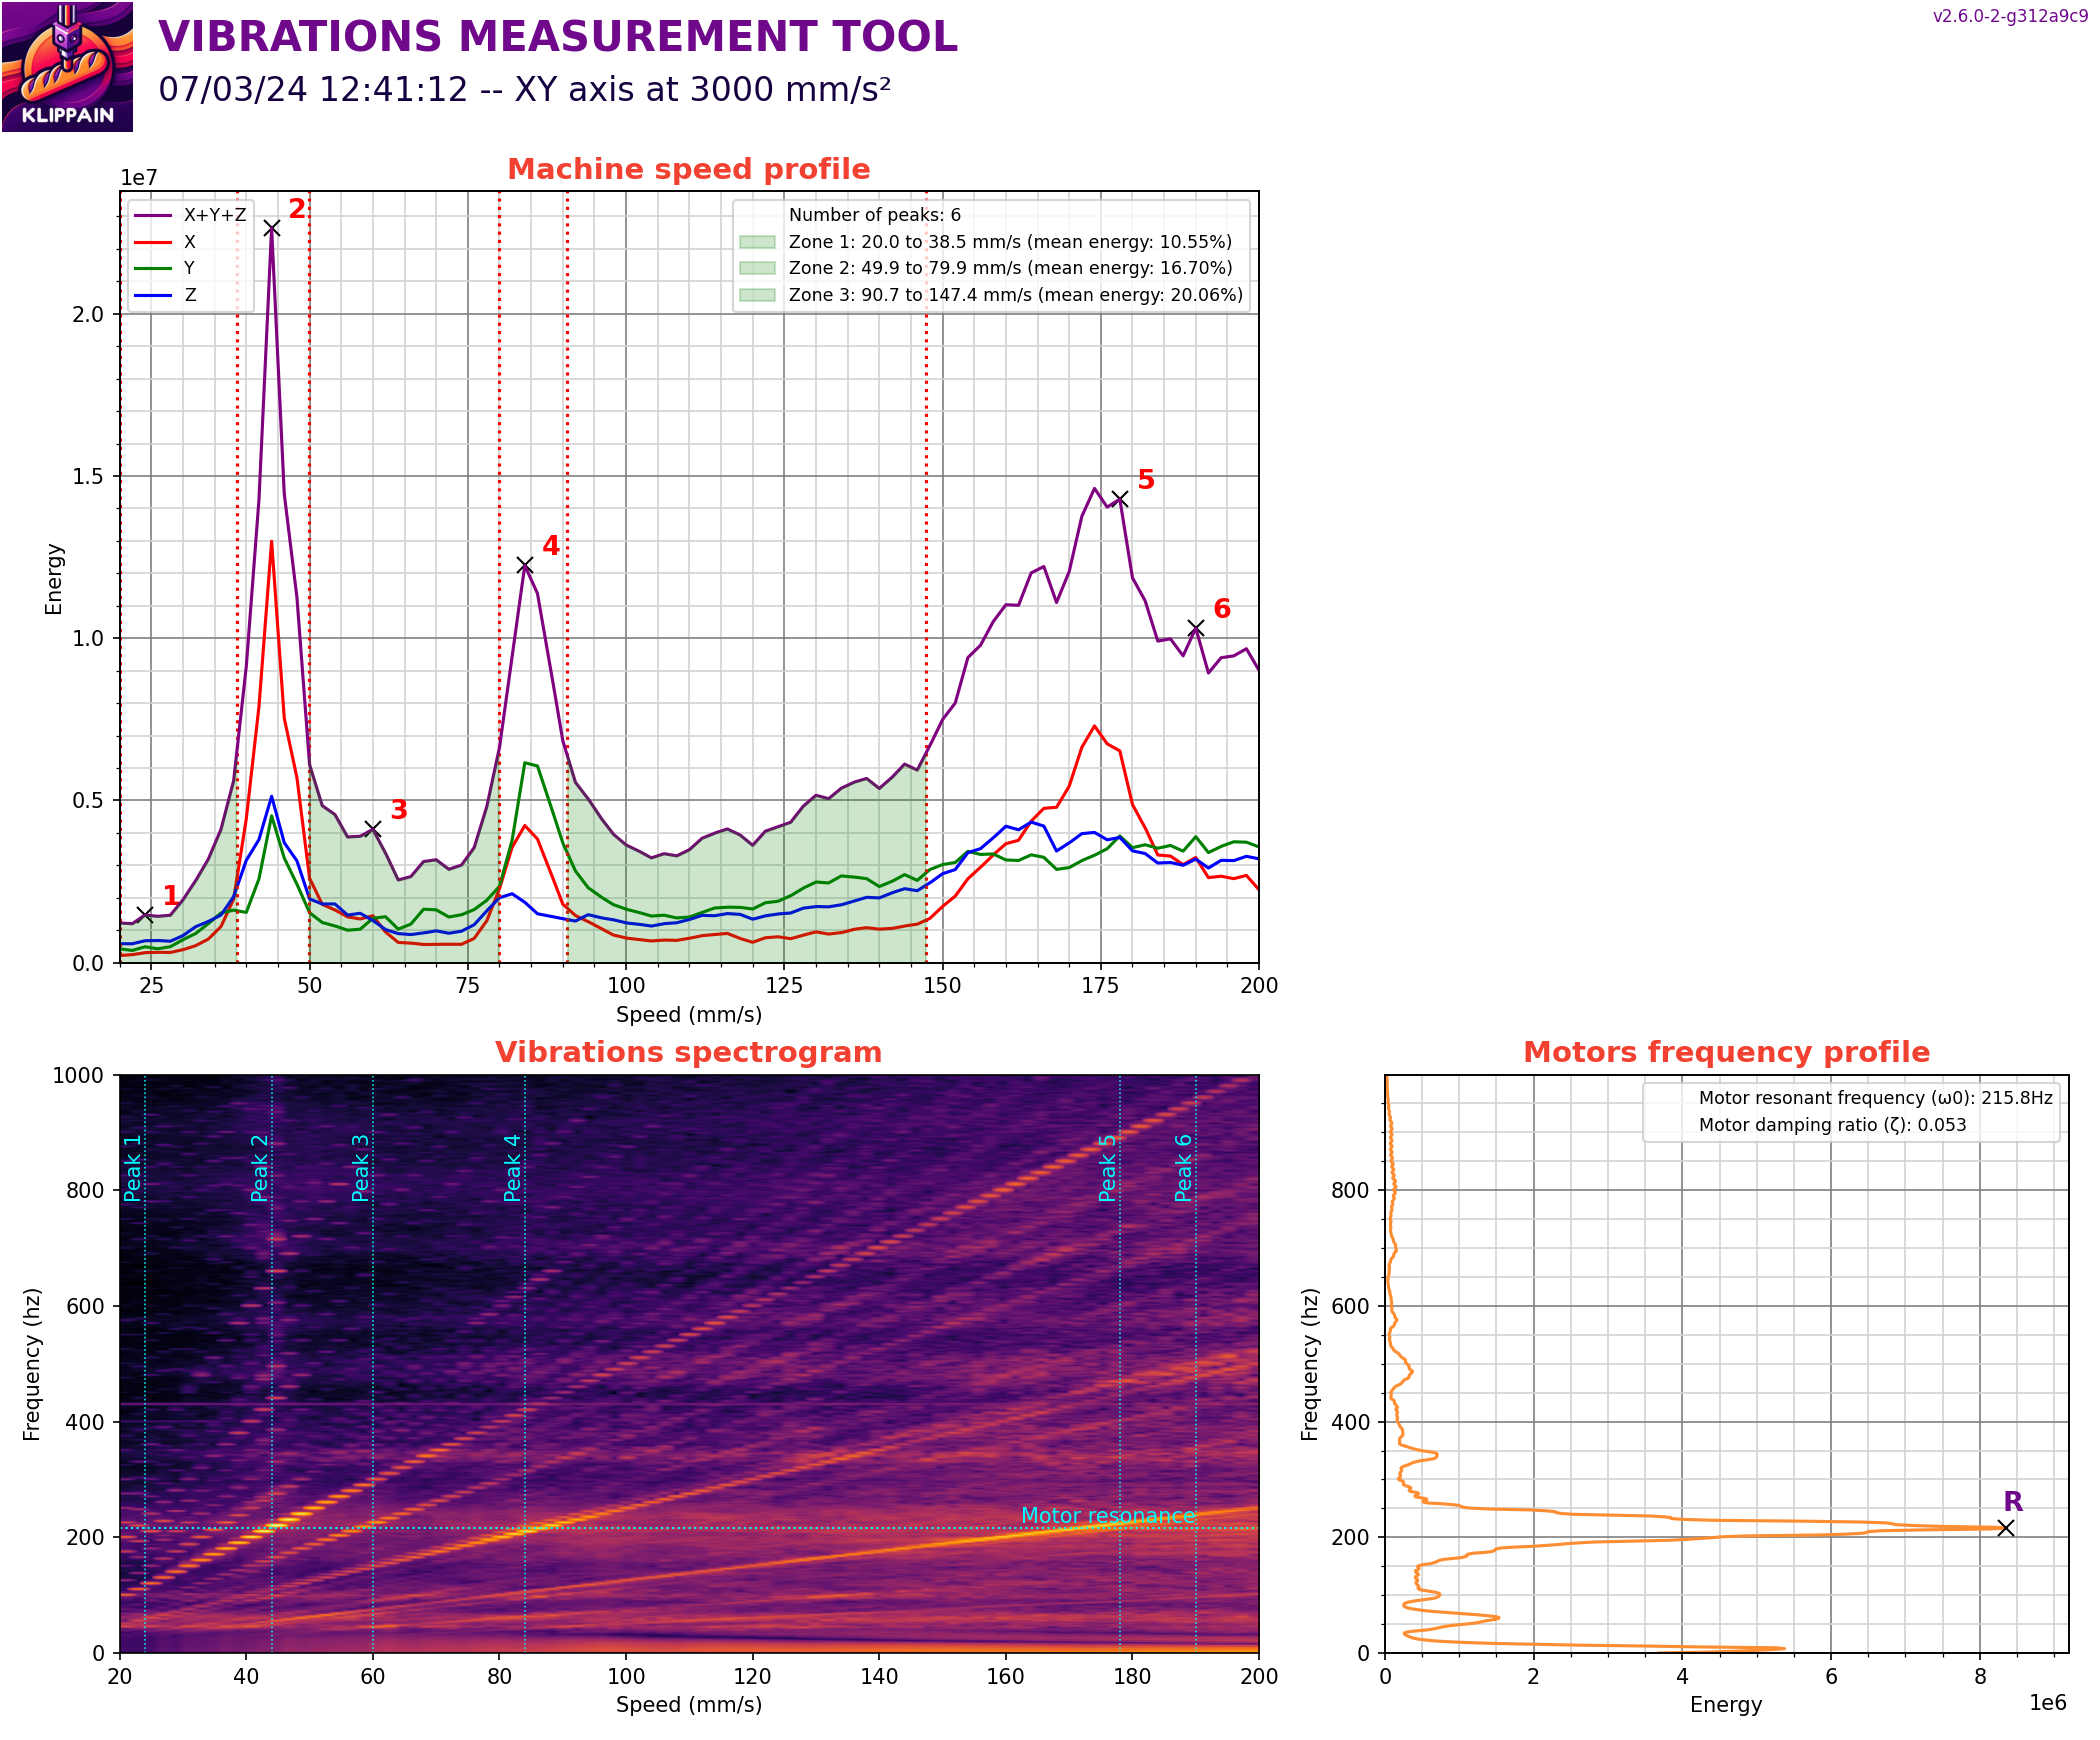 VIBRATIONS MEASUREMENT TOOL
v2.6.0-2-g312a9c9
07/03/24 12:41:12 -- XY axis at 3000 mm/s²
KLIPPAIN
Machine speed profile
1e7
X+Y+Z
X
Y
Z
Number of peaks: 6
Zone 1: 20.0 to 38.5 mm/s (mean energy: 10.55%)
Zone 2: 49.9 to 79.9 mm/s (mean energy: 16.70%)
Zone 3: 90.7 to 147.4 mm/s (mean energy: 20.06%)
2.0
1.5
1.0
0.5
0.0
Energy
1
2
3
4
5
6
25 50 75 100 125 150 175 200
Speed (mm/s)
Vibrations spectrogram
1000
800
600
400
200
0
Frequency (hz)
Peak 1
Peak 2
Peak 3
Peak 4
Peak 5
Peak 6
Motor resonance
20 40 60 80 100 120 140 160 180 200
Speed (mm/s)
Motors frequency profile
Motor resonant frequency (ω0): 215.8Hz
Motor damping ratio (ζ): 0.053
800
600
400
200
0
Frequency (hz)
R
0 2 4 6 8
1e6
Energy